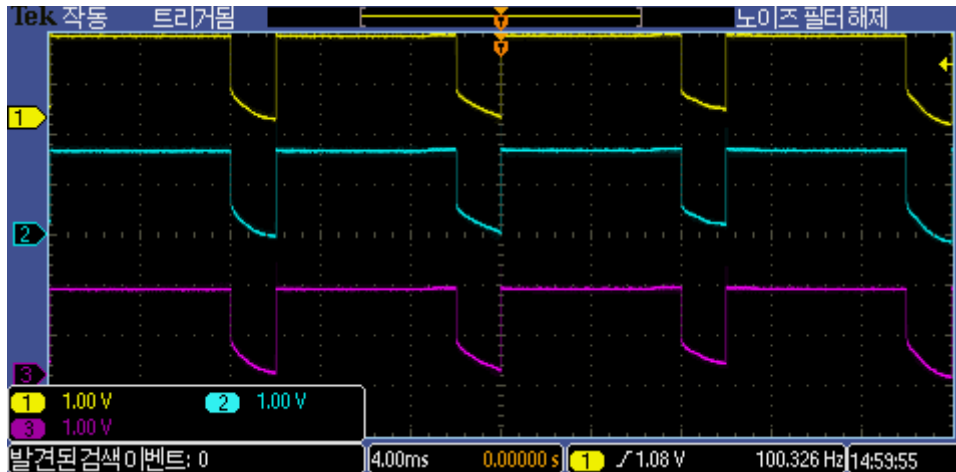 Tek 작동 트리거됨 노이즈 필터 해제
T
T
1
2
3
1 1.00 V 2 1.00 V
3 1.00 V
발견된 검색 이벤트: 0 4.00ms 0.00000 s 1 / 1.08 V 100.326 Hz 14:59:55